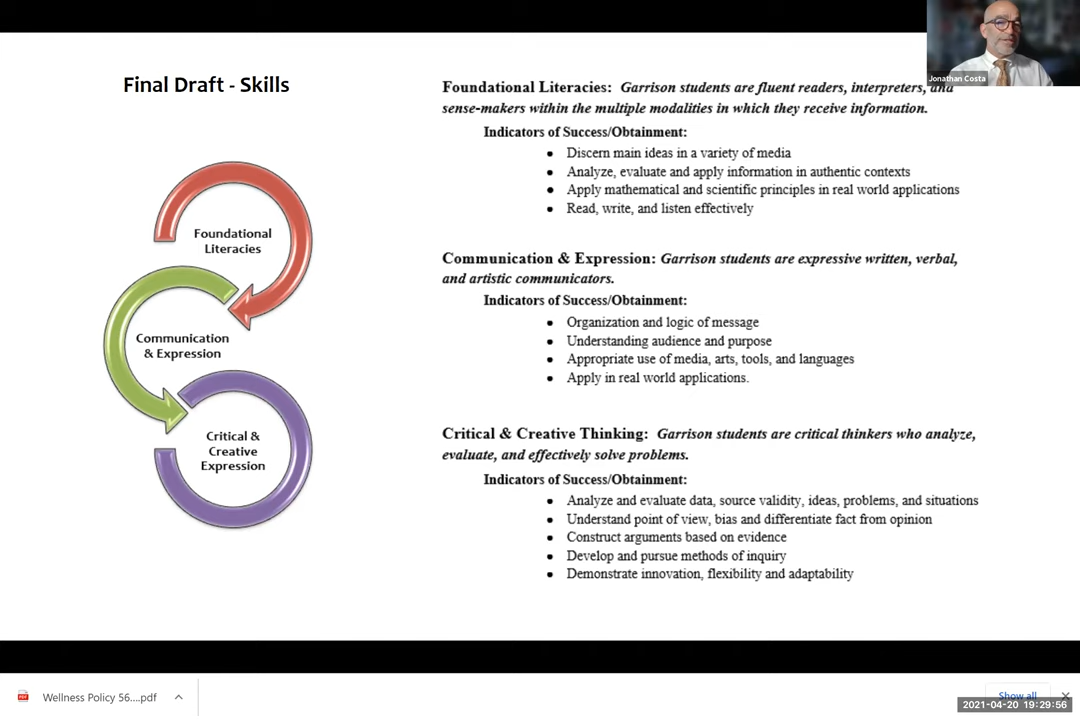 Jonathan Costa
Final Draft - Skills
Foundational
Literacies
Communication
& Expression
Critical &
Creative
Expression
Foundational Literacies: Garrison students are fluent readers, interpreters, and
sense-makers within the multiple modalities in which they receive information.
Indicators of Success/Obtainment:
• Discern main ideas in a variety of media
• Analyze, evaluate and apply information in authentic contexts
• Apply mathematical and scientific principles in real world applications
• Read, write, and listen effectively
Communication & Expression: Garrison students are expressive written, verbal,
and artistic communicators.
Indicators of Success/Obtainment:
• Organization and logic of message
• Understanding audience and purpose
• Appropriate use of media, arts, tools, and languages
• Apply in real world applications.
Critical & Creative Thinking: Garrison students are critical thinkers who analyze,
evaluate, and effectively solve problems.
Indicators of Success/Obtainment:
• Analyze and evaluate data, source validity, ideas, problems, and situations
• Understand point of view, bias and differentiate fact from opinion
• Construct arguments based on evidence
• Develop and pursue methods of inquiry
• Demonstrate innovation, flexibility and adaptability
PDF
Wellness Policy 56....pdf
Show all
2021-04-20 19:29:56